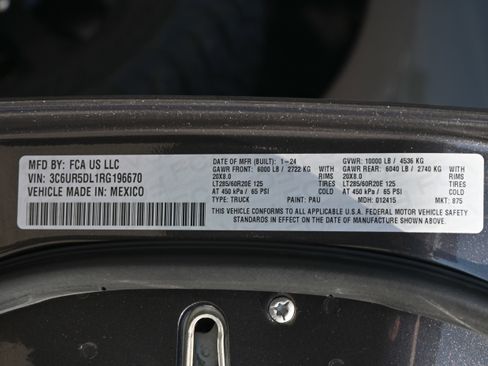 MFD BY: FCA US LLC
VIN: 3C6UR5DL1RG196670
VEHICLE MADE IN: MEXICO
DATE OF MFR (BUILT): 1-24 GVWR: 10000 LB / 4536 KG
GAWR FRONT: 6000 LB / 2722 KG WITH GAWR REAR: 6040 LB / 2740 KG WITH
20X8.0 RIMS 20X8.0 RIMS
LT285/60R20E 125 TIRES LT285/60R20E 125 TIRES
AT 450 kPa / 65 PSI COLD AT 450 kPa / 65 PSI COLD
TYPE: TRUCK PAINT: PAU MDH: 012415 MKT: 875
THIS VEHICLE CONFORMS TO ALL APPLICABLE U.S.A. FEDERAL MOTOR VEHICLE SAFETY
STANDARDS IN EFFECT ON THE DATE OF MANUFACTURE SHOWN ABOVE.